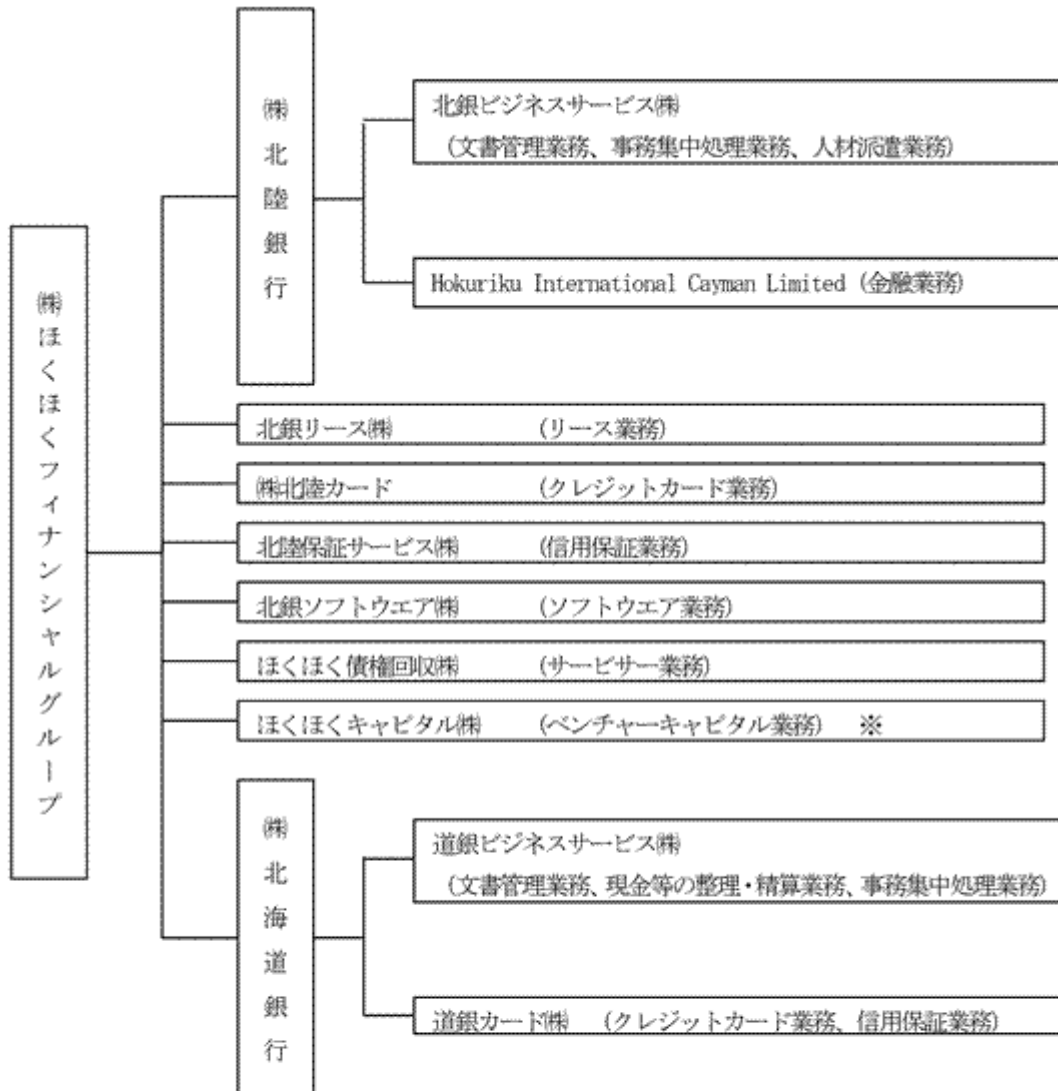 ㈱ほくほくフィナンシャルグループ
㈱北陸銀行
北銀ビジネスサービス㈱
(文書管理業務、事務集中処理業務、人材派遣業務)
Hokuriku International Cayman Limited (金融業務)
北銀リース㈱ (リース業務)
㈱北陸カード (クレジットカード業務)
北陸保証サービス㈱ (信用保証業務)
北銀ソフトウエア㈱ (ソフトウエア業務)
ほくほく債権回収㈱ (サービサー業務)
ほくほくキャピタル㈱ (ベンチャーキャピタル業務) ※
㈱北海道銀行
道銀ビジネスサービス㈱
(文書管理業務、現金等の整理・精算業務、事務集中処理業務)
道銀カード㈱ (クレジットカード業務、信用保証業務)